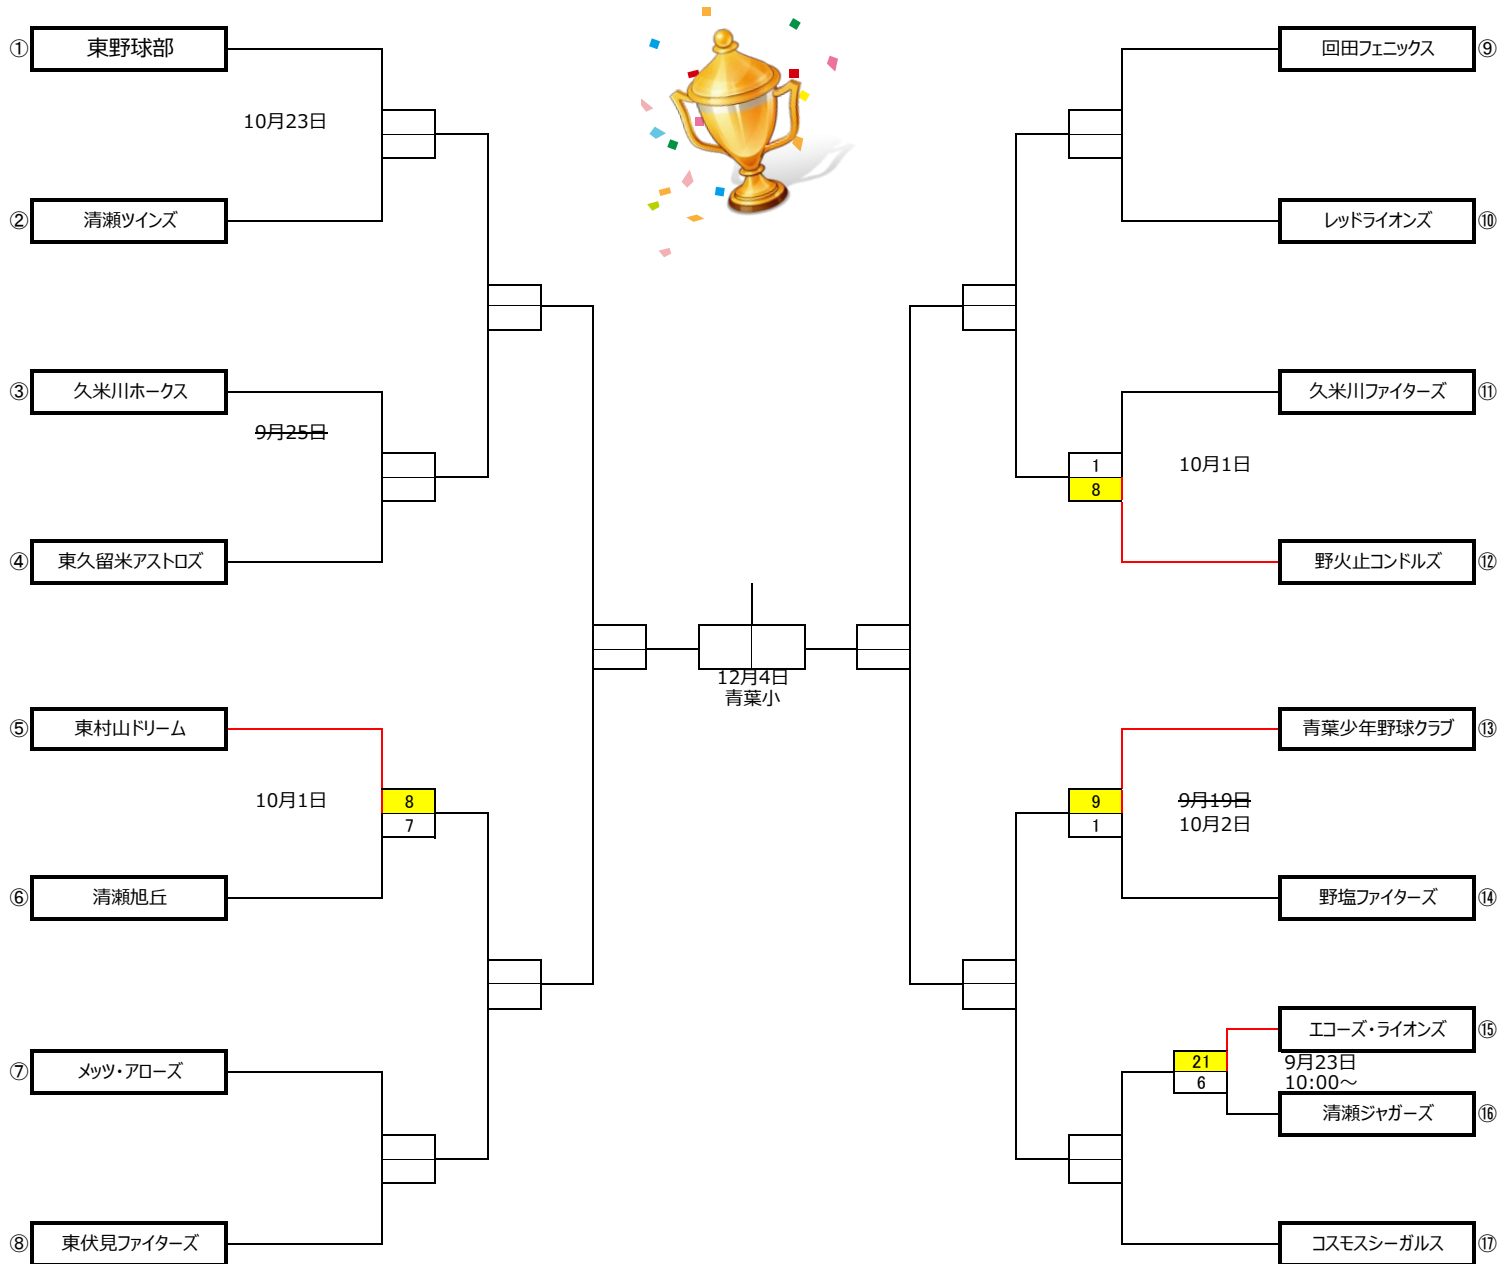 ① 東野球部
10月23日
② 清瀬ツインズ
③ 久米川ホークス
9月25日
④ 東久留米アストロズ
⑤ 東村山ドリーム
10月1日
8
7
⑥ 清瀬旭丘
⑦ メッツ・アローズ
⑧ 東伏見ファイターズ
12月4日
青葉小
回田フェニックス ⑨
レッドライオンズ ⑩
久米川ファイターズ ⑪
1
10月1日
8
野火止コンドルズ ⑫
青葉少年野球クラブ ⑬
9
9月19日
1
10月2日
野塩ファイターズ ⑭
エコーズ・ライオンズ ⑮
21
9月23日
6
10:00～
清瀬ジャガーズ ⑯
コスモスシーガルス ⑰